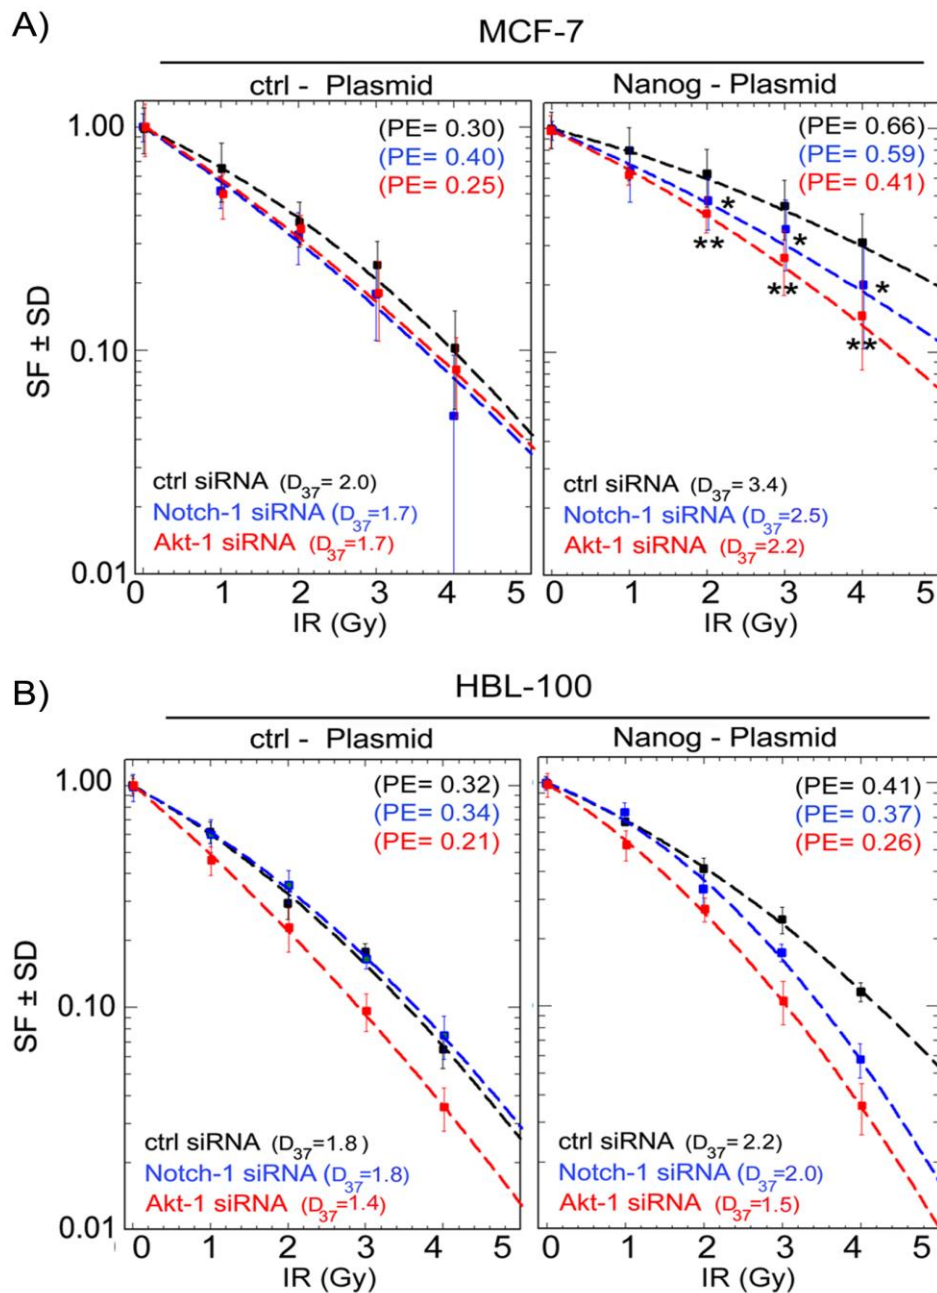 A)
MCF-7
ctrl - Plasmid
Nanog - Plasmid
SF ± SD
1.00
0.10
0.01
(PE= 0.30)
(PE= 0.40)
(PE= 0.25)
ctrl siRNA (D37= 2.0)
Notch-1 siRNA (D37=1.7)
Akt-1 siRNA (D37=1.7)
0 1 2 3 4 5
IR (Gy)
(PE= 0.66)
(PE= 0.59)
(PE= 0.41)
*
**
*
**
*
**
ctrl siRNA (D37= 3.4)
Notch-1 siRNA (D37=2.5)
Akt-1 siRNA (D37=2.2)
0 1 2 3 4 5
IR (Gy)
B)
HBL-100
ctrl - Plasmid
Nanog - Plasmid
SF ± SD
1.00
0.10
0.01
(PE= 0.32)
(PE= 0.34)
(PE= 0.21)
ctrl siRNA (D37=1.8)
Notch-1 siRNA (D37=1.8)
Akt-1 siRNA (D37=1.4)
0 1 2 3 4 5
IR (Gy)
(PE= 0.41)
(PE= 0.37)
(PE= 0.26)
ctrl siRNA (D37=2.2)
Notch-1 siRNA (D37=2.0)
Akt-1 siRNA (D37=1.5)
0 1 2 3 4 5
IR (Gy)